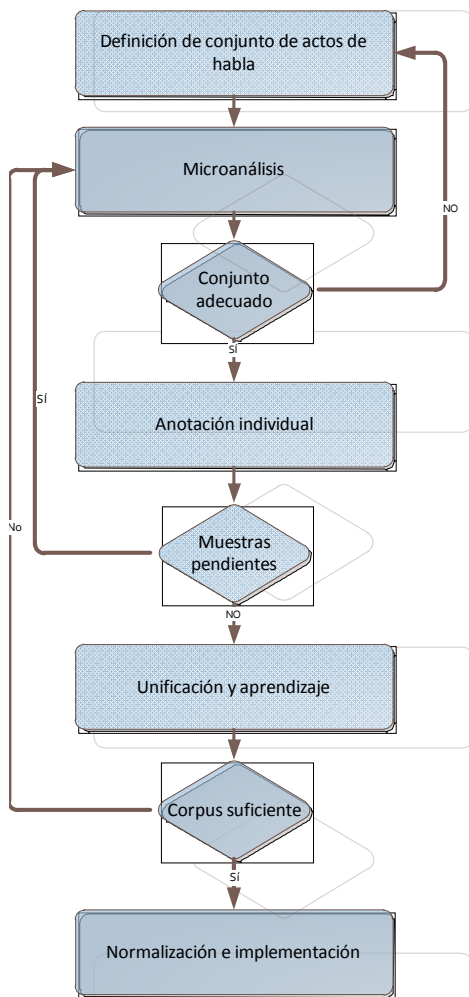 Definición de conjunto de actos de
habla
Microanálisis
NO
Conjunto
adecuado
Sí
Anotación individual
Sí
No
Muestras
pendientes
NO
Unificación y aprendizaje
Corpus suficiente
Sí
Normalización e implementación